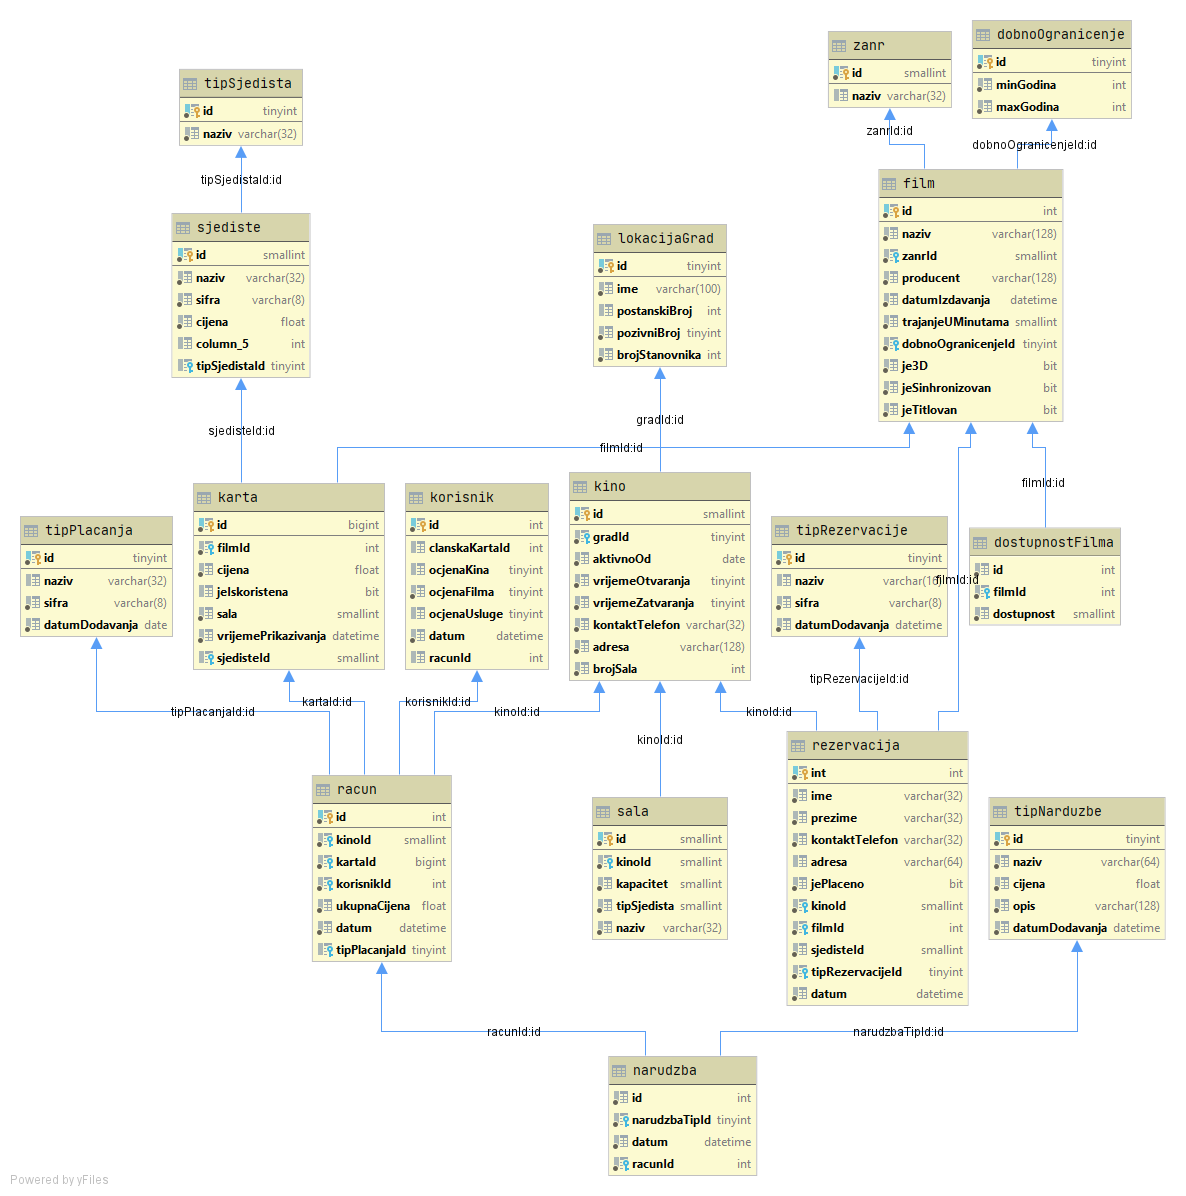 zanr
id smallint
naziv varchar(32)
dobnoOgranicenje
id tinyint
minGodina int
maxGodina int
tipSjedista
id tinyint
naziv varchar(32)
zanrId:id
dobnoOgranicenjeId:id
tipSjedistaId:id
film
id int
naziv varchar(128)
zanrId smallint
producent varchar(128)
datumIzdavanja datetime
trajanjeUMinutama smallint
dobnoOgranicenjeId tinyint
je3D bit
jeSinhronizovan bit
jeTitlovan bit
sjediste
id smallint
naziv varchar(32)
sifra varchar(8)
cijena float
column_5 int
tipSjedistaId tinyint
lokacijaGrad
id tinyint
ime varchar(100)
postanskiBroj int
pozivniBroj tinyint
brojStanovnika int
sjedisteId:id
gradId:id
filmId:id
filmId:id
filmId:id
karta
id bigint
filmId int
cijena float
jeIskoristena bit
sala smallint
vrijemePrikazivanja datetime
sjedisteId smallint
korisnik
id int
clanskaKartaId int
ocjenaKina tinyint
ocjenaFilma tinyint
ocjenaUsluge tinyint
datum datetime
racunId int
kino
id smallint
gradId tinyint
aktivnoOd date
vrijemeOtvaranja tinyint
vrijemeZatvaranja tinyint
kontaktTelefon varchar(32)
adresa varchar(128)
brojSala int
tipPlacanja
id tinyint
naziv varchar(32)
sifra varchar(8)
datumDodavanja date
tipRezervacije
id tinyint
naziv
sifra varchar(8)
datumDodavanja datetime
dostupnostFilma
id int
filmId int
dostupnost smallint
tipPlacanjaId:id
kartaId:id
korisnikId:id
kinoId:id
kinoId:id
kinoId:id
tipRezervacijeId:id
racun
id int
kinoId smallint
kartaId bigint
korisnikId int
ukupnaCijena float
datum datetime
tipPlacanjaId tinyint
sala
id smallint
kinoId smallint
kapacitet smallint
tipSjedista smallint
naziv varchar(32)
rezervacija
int int
ime varchar(32)
prezime varchar(32)
kontaktTelefon varchar(32)
adresa varchar(64)
jePlaceno bit
kinoId smallint
filmId int
sjedisteId smallint
tipRezervacijeId tinyint
datum datetime
tipNarduzbe
id tinyint
naziv varchar(64)
cijena float
opis varchar(128)
datumDodavanja datetime
racunId:id
narudzbaTipId:id
narudzba
id int
narudzbaTipId tinyint
datum datetime
racunId int
Powered by yFiles